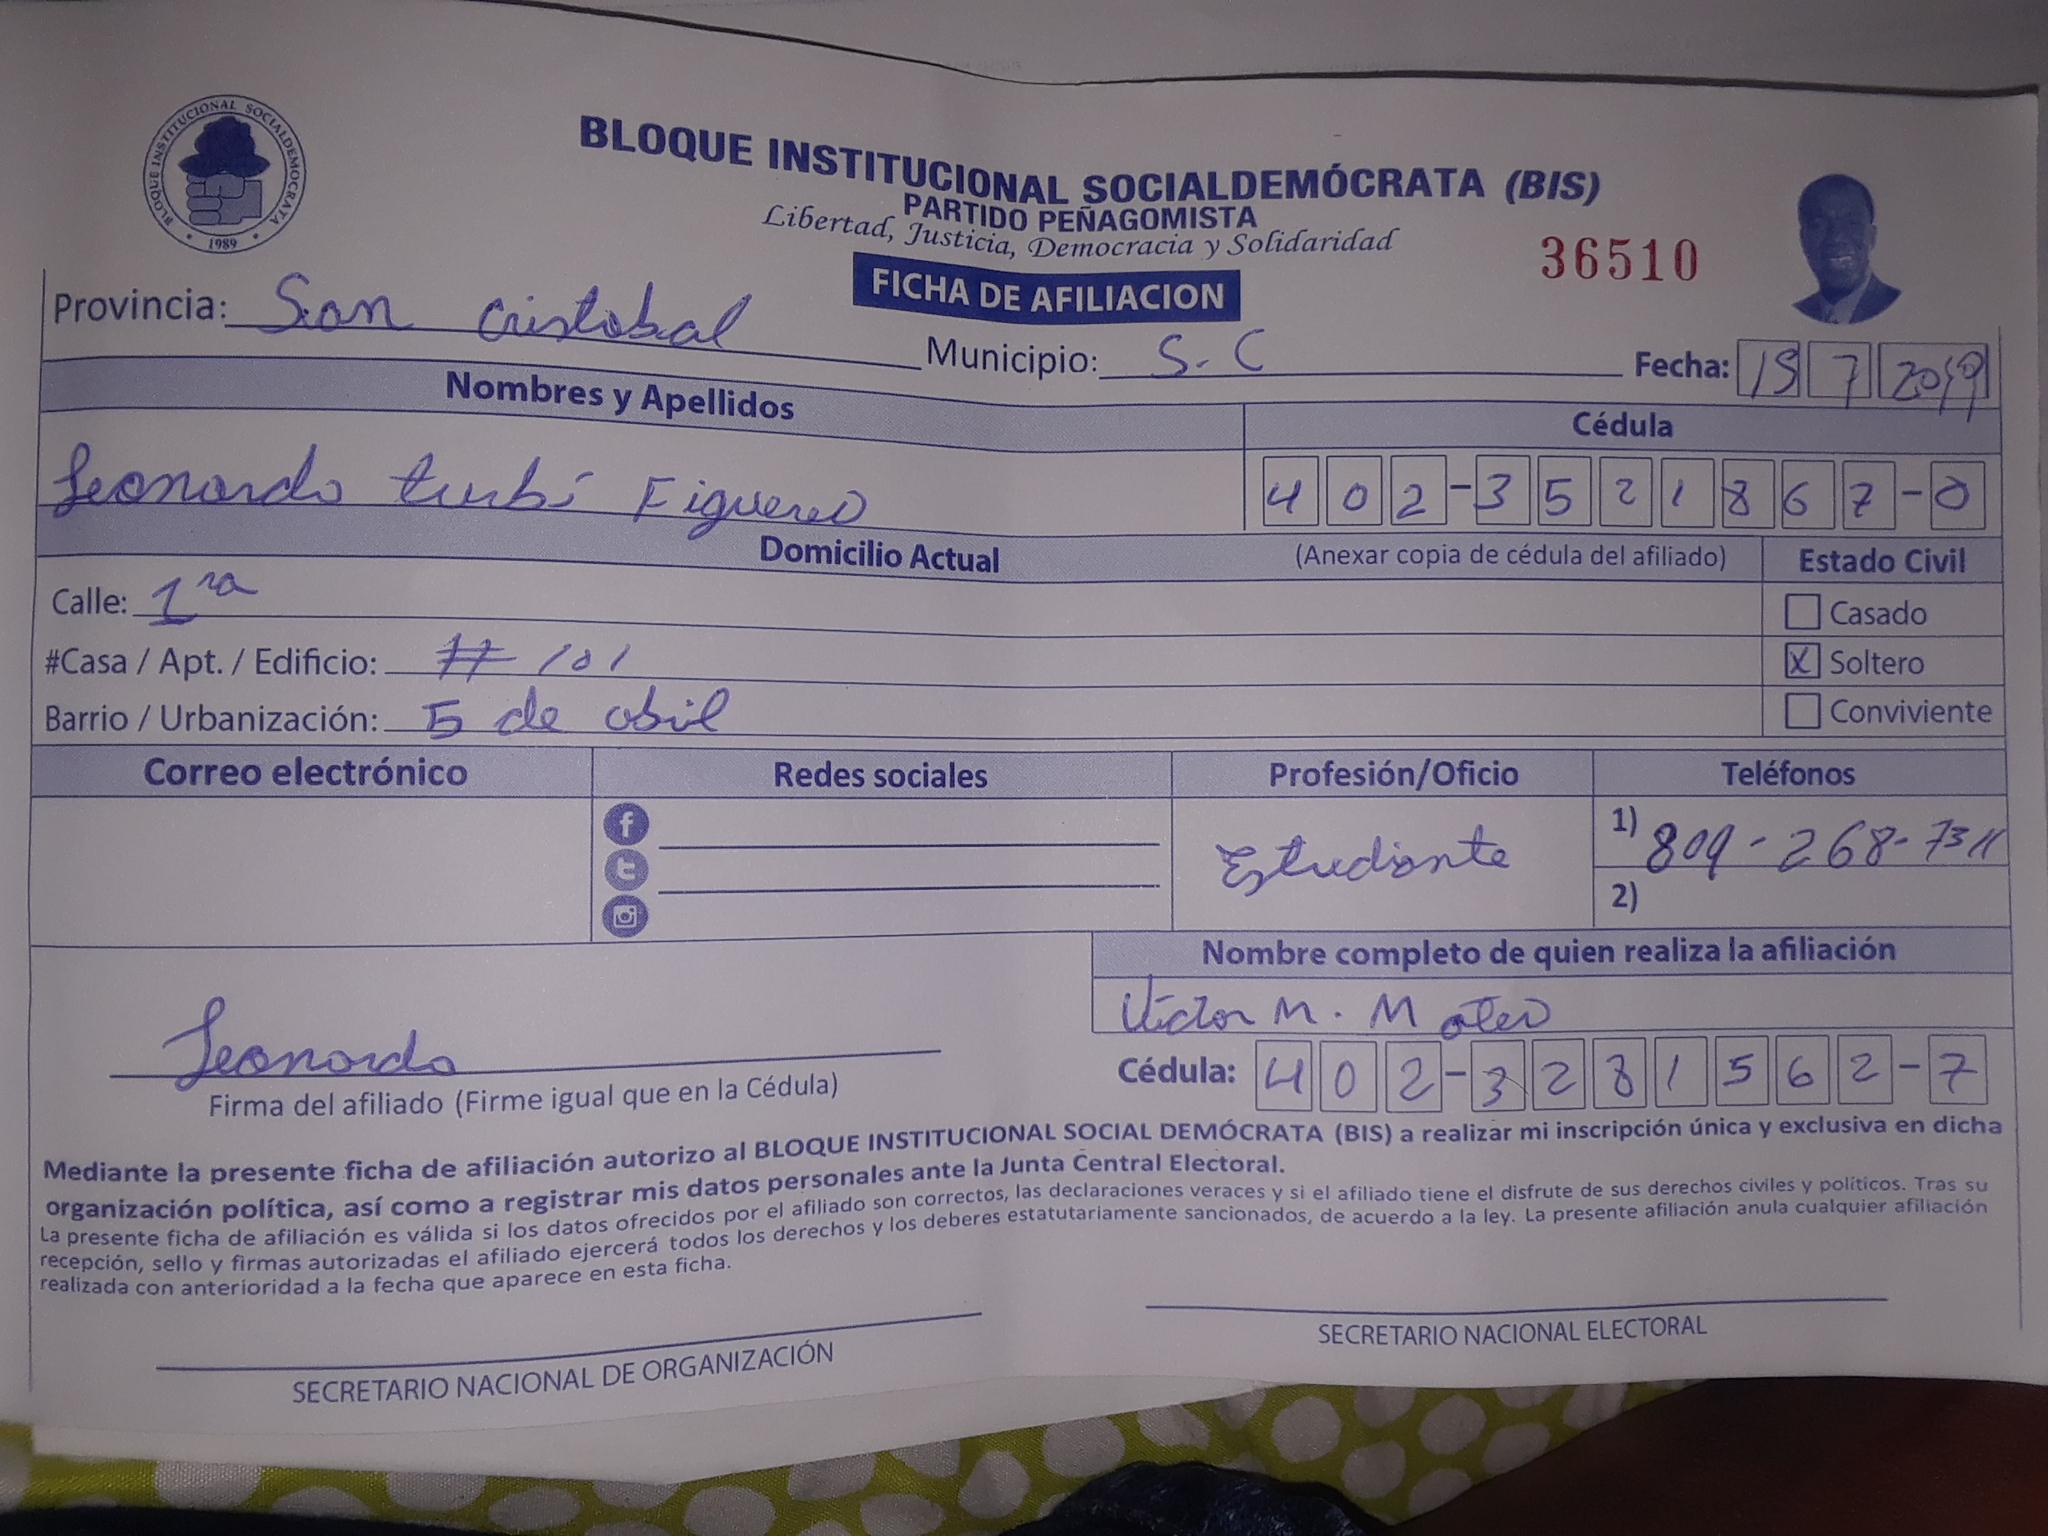 BLOQUE INSTITUCIONAL SOCIALDEMOCRATA
1989
BLOQUE INSTITUCIONAL SOCIALDEMÓCRATA (BIS)
PARTIDO PEÑAGOMISTA
Libertad, Justicia, Democracia y Solidaridad
36510
FICHA DE AFILIACION
Provincia: San cristobal Municipio: S.C Fecha: 15 7 2019
Nombres y Apellidos Cédula
Leonardo turbí Figuereo 402-3521867-0
Domicilio Actual (Anexar copia de cédula del afiliado) Estado Civil
Calle: 1ra Casado
#Casa / Apt. / Edificio: # 101 X Soltero
Barrio / Urbanización: 5 de abril Conviviente
Correo electrónico Redes sociales Profesión/Oficio Teléfonos
Estudiante 1) 809-268-7311
2)
Nombre completo de quien realiza la afiliación
Victor M. Mateo
Leonardo Cédula: 402-3281562-7
Firma del afiliado (Firme igual que en la Cédula)
Mediante la presente ficha de afiliación autorizo al BLOQUE INSTITUCIONAL SOCIAL DEMÓCRATA (BIS) a realizar mi inscripción única y exclusiva en dicha
organización política, así como a registrar mis datos personales ante la Junta Central Electoral.
La presente ficha de afiliación es válida si los datos ofrecidos por el afiliado son correctos, las declaraciones veraces y si el afiliado tiene el disfrute de sus derechos civiles y políticos. Tras su
recepción, sello y firmas autorizadas el afiliado ejercerá todos los derechos y los deberes estatutariamente sancionados, de acuerdo a la ley. La presente afiliación anula cualquier afiliación
realizada con anterioridad a la fecha que aparece en esta ficha.
SECRETARIO NACIONAL DE ORGANIZACIÓN SECRETARIO NACIONAL ELECTORAL